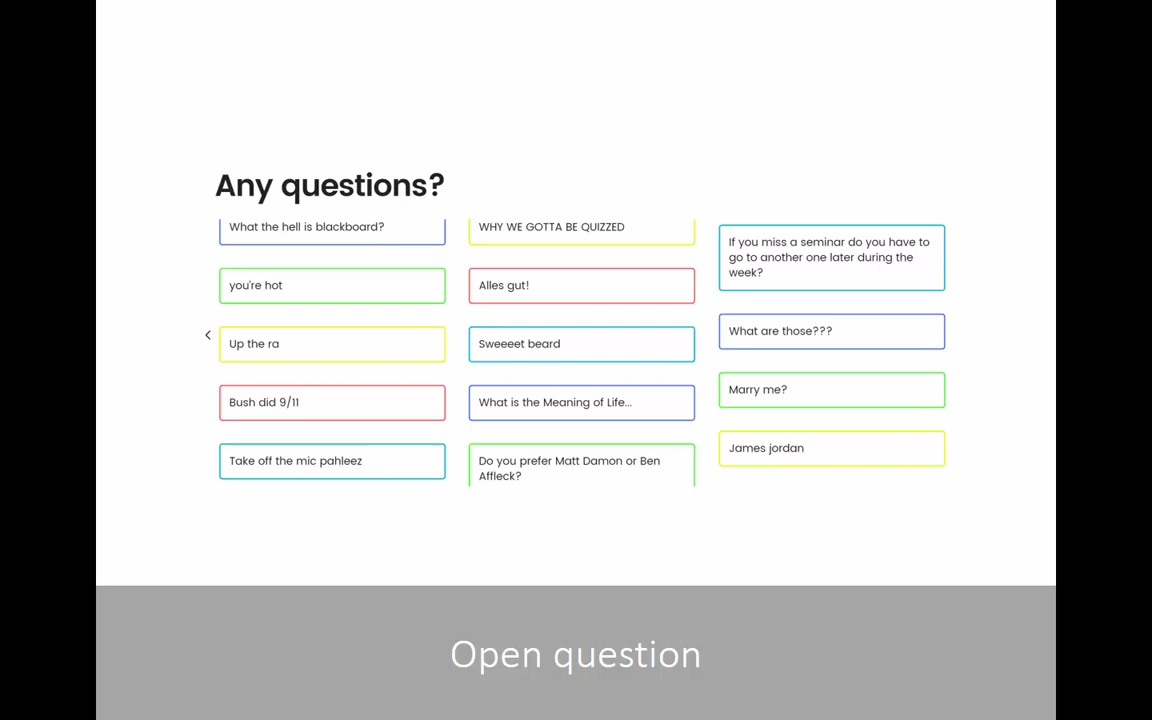 Any questions?
What the hell is blackboard?
you're hot
Up the ra
Bush did 9/11
Take off the mic pahleez
WHY WE GOTTA BE QUIZZED
Alles gut!
Sweeeet beard
What is the Meaning of Life...
Do you prefer Matt Damon or Ben
Affleck?
If you miss a seminar do you have to
go to another one later during the
week?
What are those???
Marry me?
James jordan
Open question